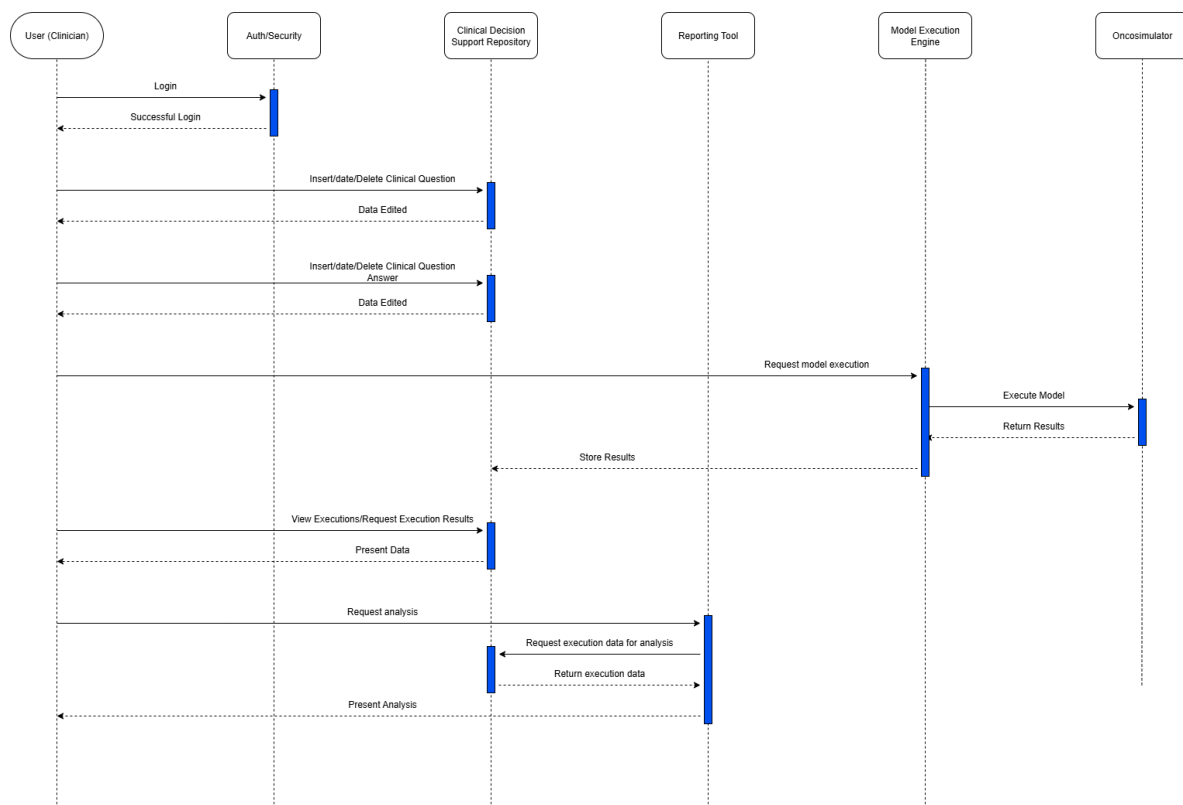 User (Clinician)
Auth/Security
Clinical Decision
Support Repository
Reporting Tool
Model Execution
Engine
Oncosimulator
Login
Successful Login
Insert/date/Delete Clinical Question
Data Edited
Insert/date/Delete Clinical Question
Answer
Data Edited
Request model execution
Execute Model
Return Results
Store Results
View Executions/Request Execution Results
Present Data
Request analysis
Request execution data for analysis
Return execution data
Present Analysis